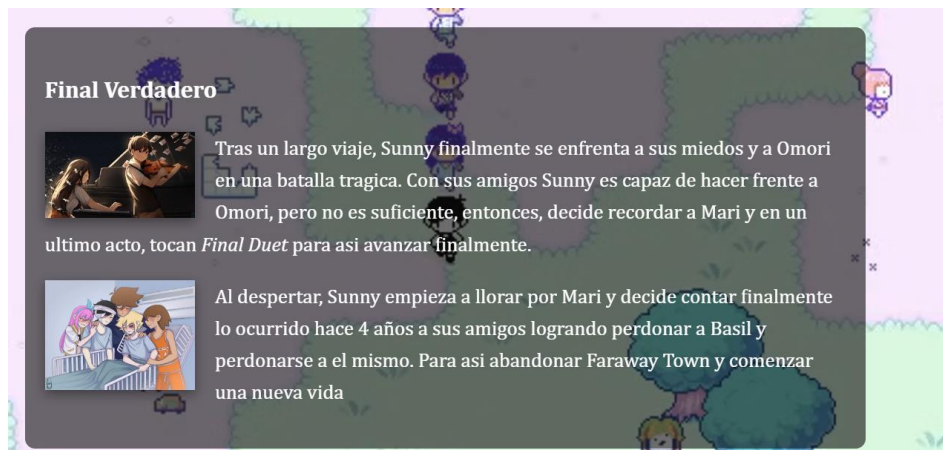 Final Verdadero
Tras un largo viaje, Sunny finalmente se enfrenta a sus miedos y a Omori
en una batalla tragica. Con sus amigos Sunny es capaz de hacer frente a
Omori, pero no es suficiente, entonces, decide recordar a Mari y en un
ultimo acto, tocan Final Duet para asi avanzar finalmente.
Al despertar, Sunny empieza a llorar por Mari y decide contar finalmente
lo ocurrido hace 4 años a sus amigos logrando perdonar a Basil y
perdonarse a el mismo. Para asi abandonar Faraway Town y comenzar
una nueva vida